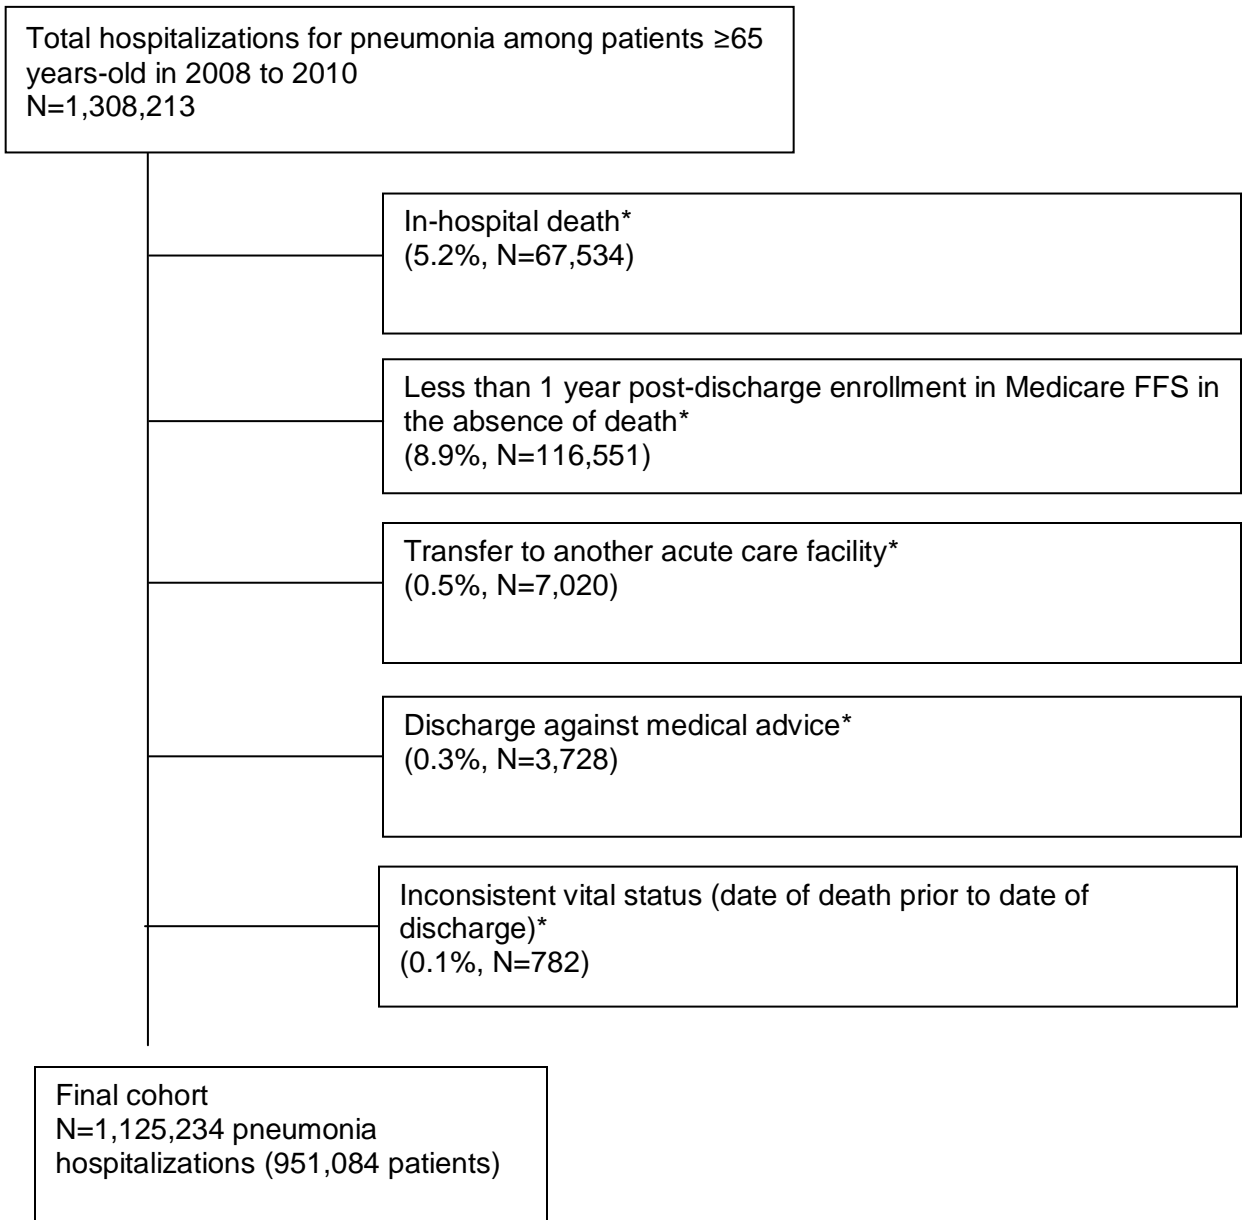 Total hospitalizations for pneumonia among patients ≥65
years-old in 2008 to 2010
N=1,308,213
In-hospital death*
(5.2%, N=67,534)
Less than 1 year post-discharge enrollment in Medicare FFS in
the absence of death*
(8.9%, N=116,551)
Transfer to another acute care facility*
(0.5%, N=7,020)
Discharge against medical advice*
(0.3%, N=3,728)
Inconsistent vital status (date of death prior to date of
discharge)*
(0.1%, N=782)
Final cohort
N=1,125,234 pneumonia
hospitalizations (951,084 patients)